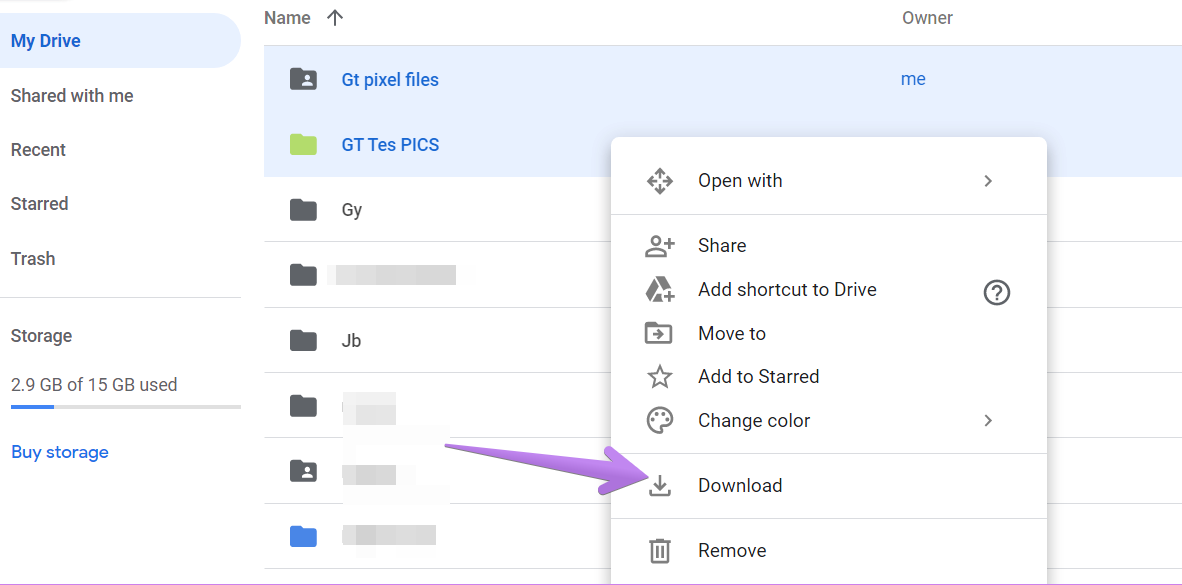 My Drive
Shared with me
Recent
Starred
Trash
Storage
2.9 GB of 15 GB used
Buy storage
Name Owner
Gt pixel files me
GT Tes PICS
Gy
Jb
Open with
Share
Add shortcut to Drive
Move to
Add to Starred
Change color
Download
Remove